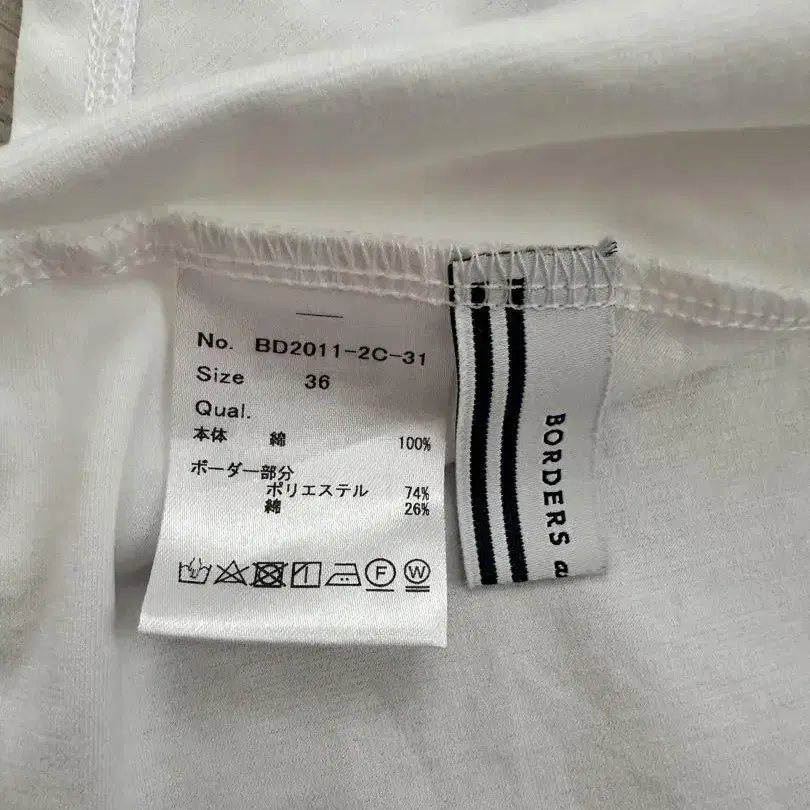 No. BD2011-2C-31
Size 36
Qual.
本体 綿 100%
ボーダー部分
ポリエステル 74%
綿 26%
F
W
BORDERS